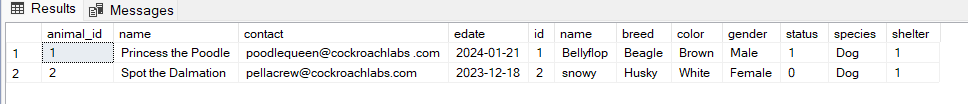 Results Messages
animal_id name contact edate id name breed color gender status species shelter
1 1 Princess the Poodle poodlequeen@cockroachlabs .com 2024-01-21 1 Bellyflop Beagle Brown Male 1 Dog 1
2 2 Spot the Dalmation pellacrew@cockroachlabs.com 2023-12-18 2 snowy Husky White Female 0 Dog 1